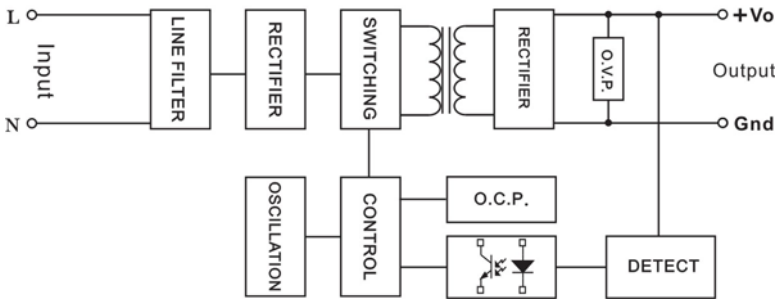 L
Input
N
LINE FILTER
RECTIFIER
SWITCHING
RECTIFIER
O.V.P.
+Vo
Output
Gnd
OSCILLATION
CONTROL
O.C.P.
DETECT